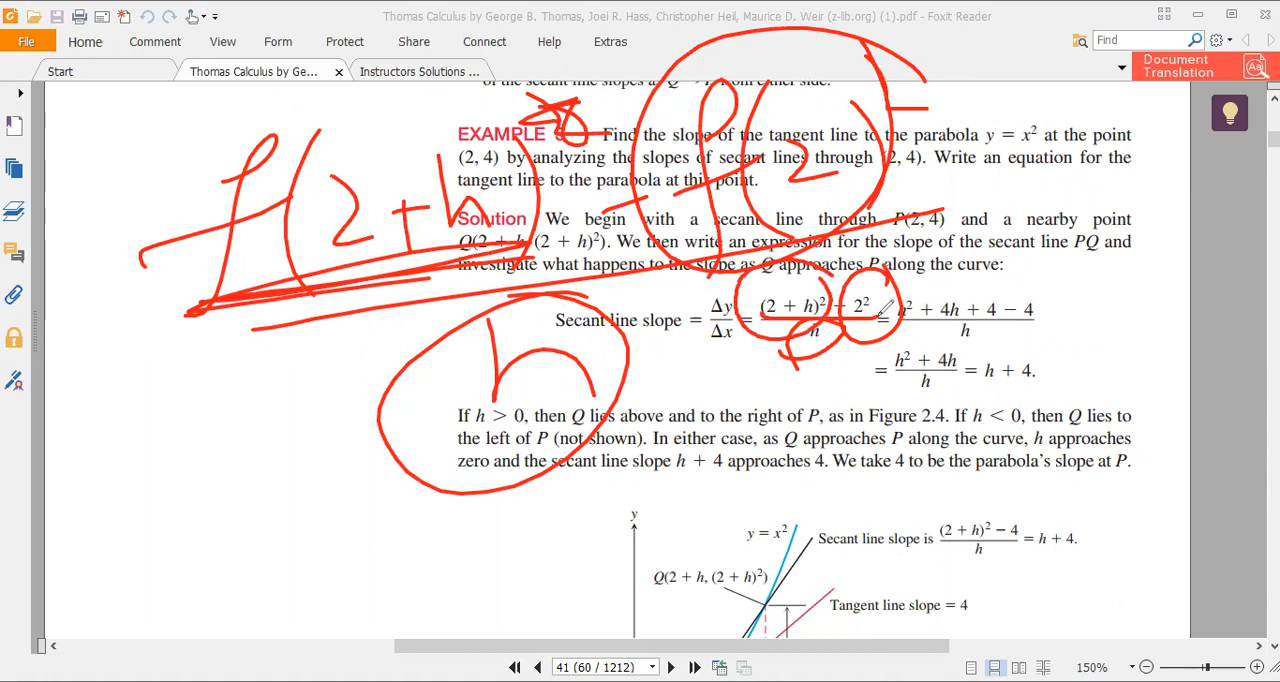 Thomas Calculus by George B. Thomas, Joel R. Hass, Christopher Heil, Maurice D. Weir (z-lib.org) (1).pdf - Foxit Reader
File Home Comment View Form Protect Share Connect Help Extras
Find
Document Translation
Start
Thomas Calculus by Ge...
Instructors Solutions ...
EXAMPLE Find the slope of the tangent line to the parabola y = x² at the point
(2, 4) by analyzing the slopes of secant lines through (2, 4). Write an equation for the
tangent line to the parabola at this point.
Solution We begin with a secant line through P(2, 4) and a nearby point
Q(2 + h, (2 + h)²). We then write an expression for the slope of the secant line PQ and
investigate what happens to the slope as Q approaches P along the curve:
f(2+h) - f(2)
h
Secant line slope = Δy/Δx = ((2 + h)² − 2²)/h = (h² + 4h + 4 − 4)/h
= (h² + 4h)/h = h + 4.
If h > 0, then Q lies above and to the right of P, as in Figure 2.4. If h < 0, then Q lies to
the left of P (not shown). In either case, as Q approaches P along the curve, h approaches
zero and the secant line slope h + 4 approaches 4. We take 4 to be the parabola's slope at P.
y
y = x²
Secant line slope is ((2 + h)² − 4)/h = h + 4.
Q(2 + h, (2 + h)²)
Tangent line slope = 4
41 (60 / 1212)
150%